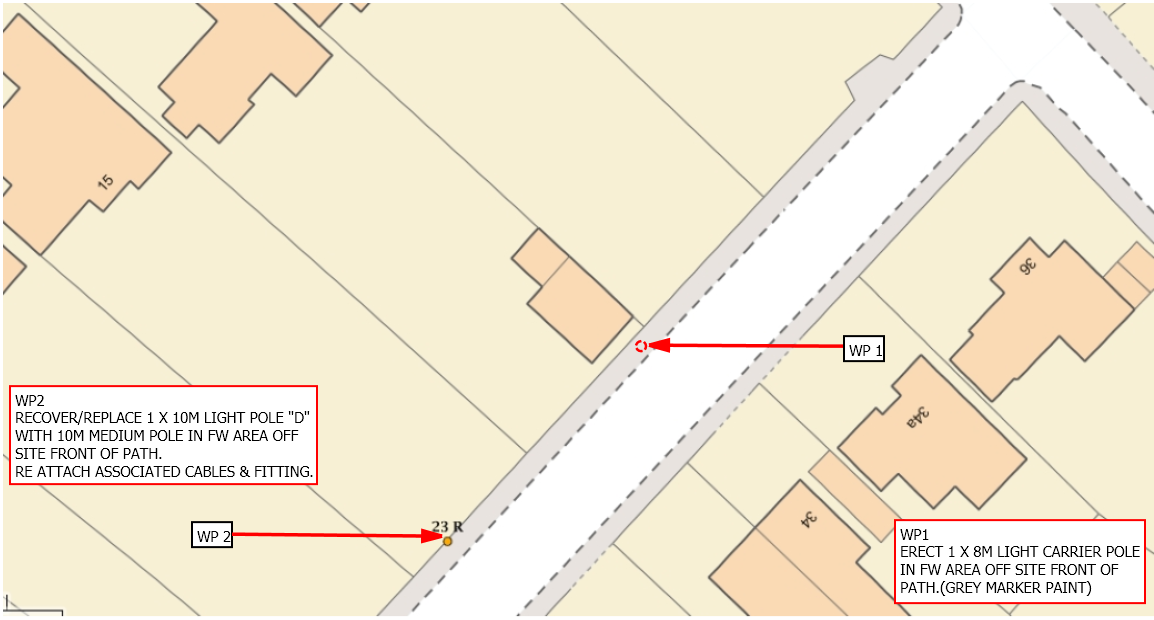 15
36
WP 1
34a
WP2
RECOVER/REPLACE 1 X 10M LIGHT POLE "D"
WITH 10M MEDIUM POLE IN FW AREA OFF
SITE FRONT OF PATH.
RE ATTACH ASSOCIATED CABLES & FITTING.
23 R
WP 2
34
WP1
ERECT 1 X 8M LIGHT CARRIER POLE
IN FW AREA OFF SITE FRONT OF
PATH.(GREY MARKER PAINT)